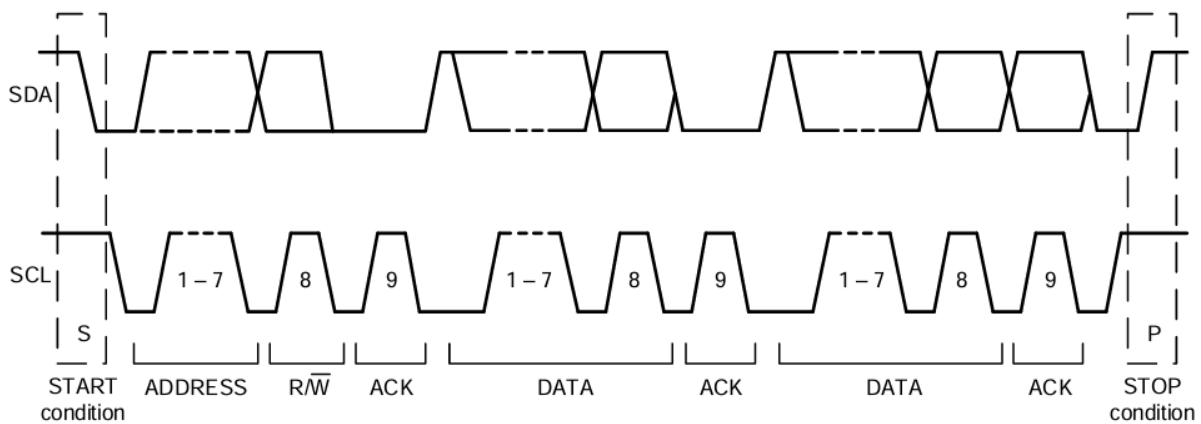 SDA
SCL
1 – 7
8
9
1 – 7
8
9
1 – 7
8
9
S
P
START
condition
ADDRESS
R/W̅
ACK
DATA
ACK
DATA
ACK
STOP
condition